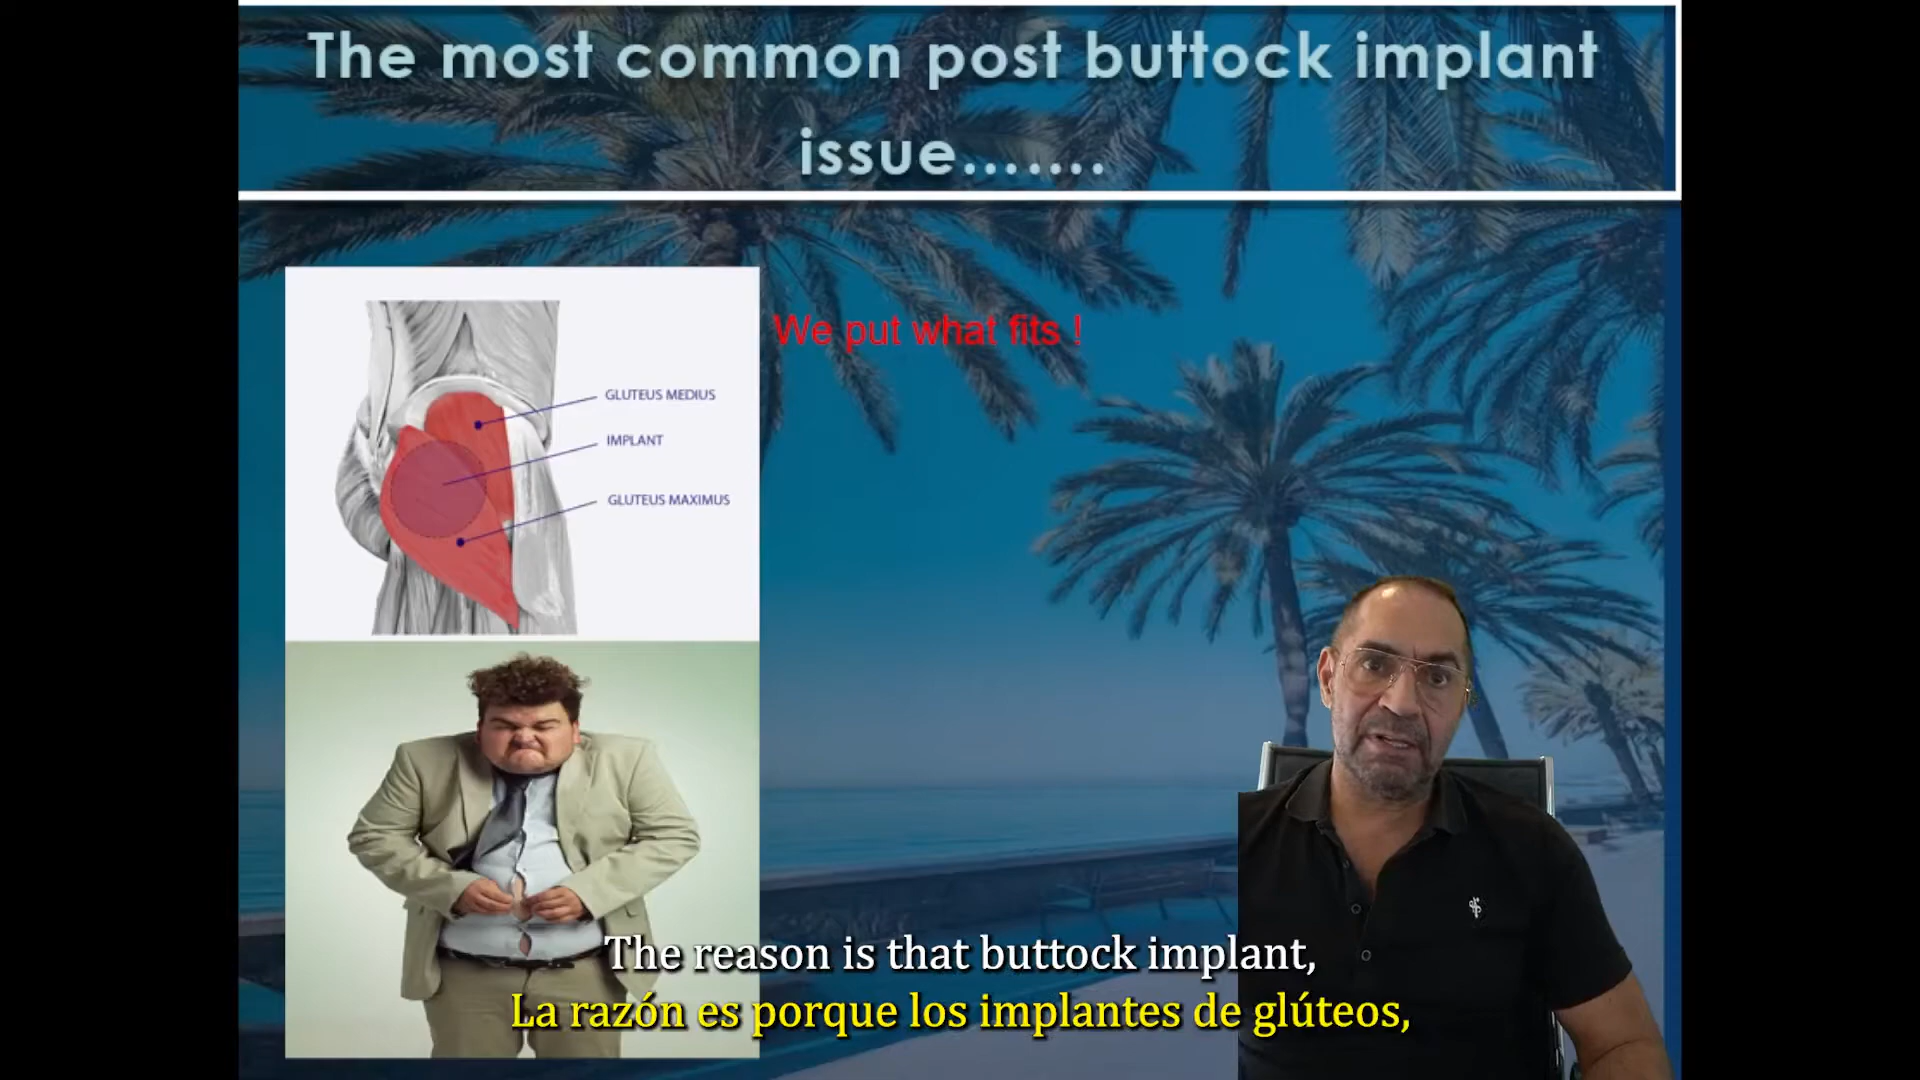 The most common post buttock implant
issue.......
We put what fits !
GLUTEUS MEDIUS
IMPLANT
GLUTEUS MAXIMUS
The reason is that buttock implant,
La razón es porque los implantes de glúteos,